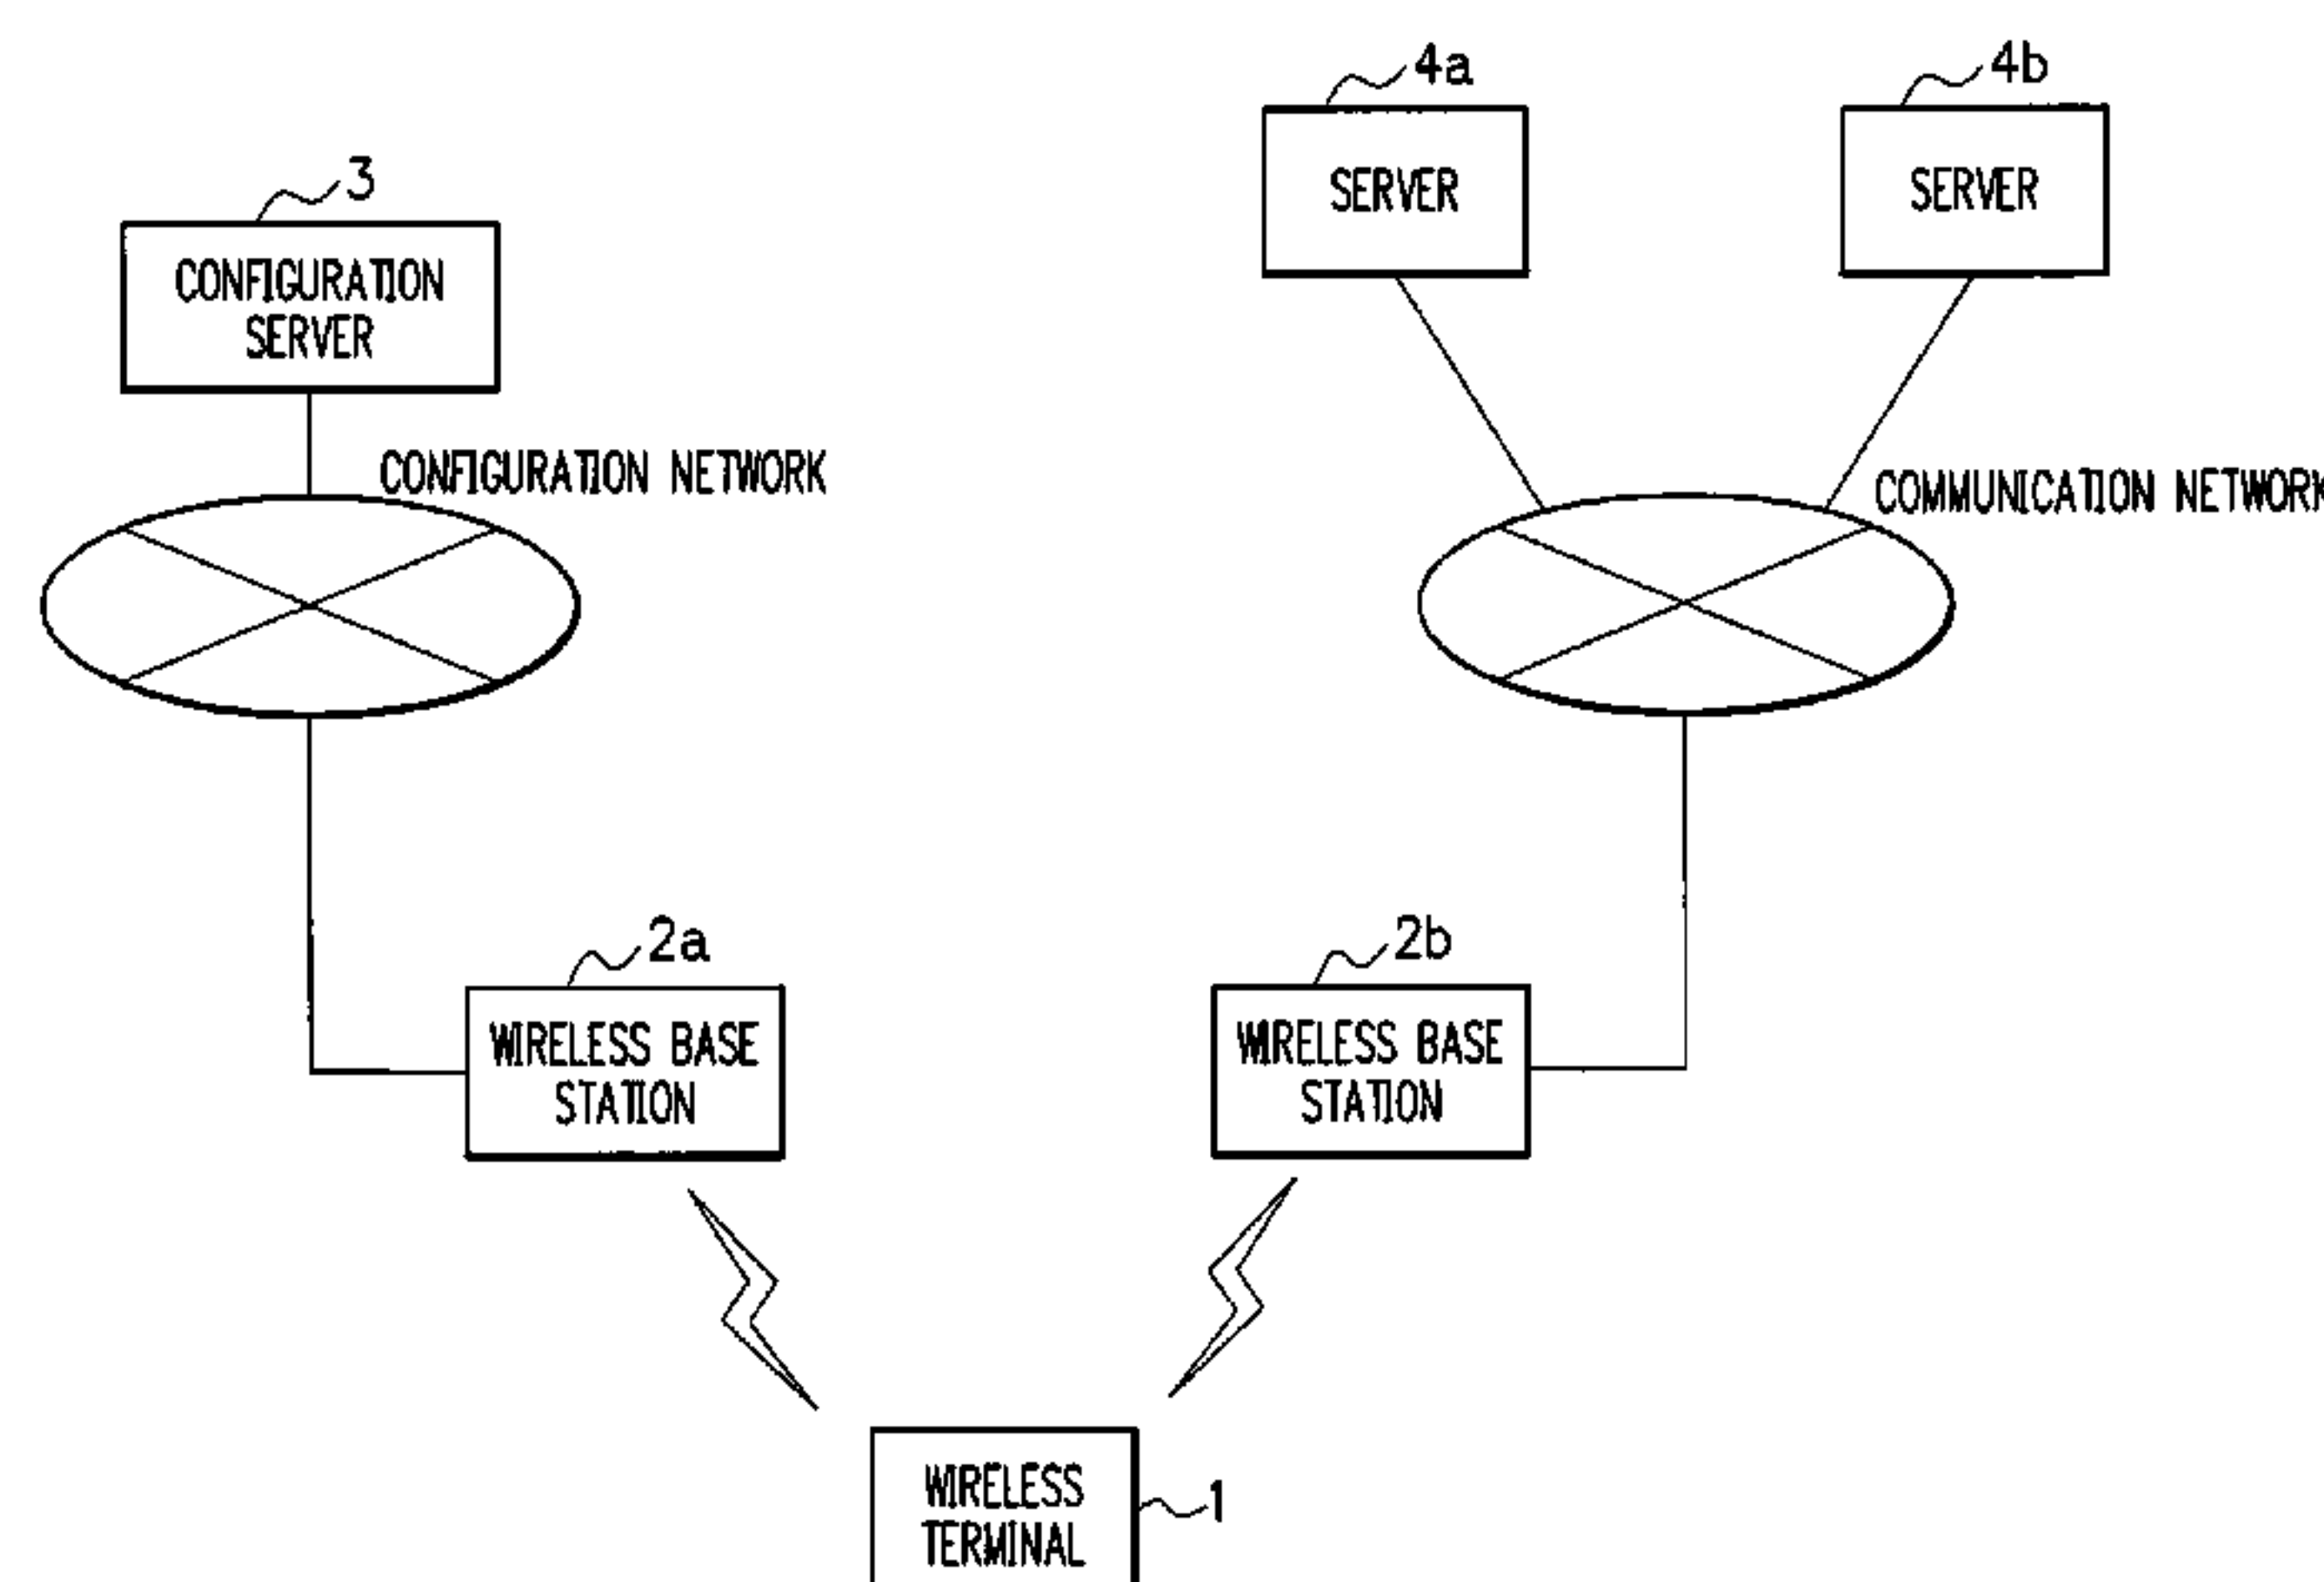 4a
4b
SERVER
SERVER
3
CONFIGURATION
SERVER
CONFIGURATION NETWORK
COMMUNICATION NETWORK
2a
2b
WIRELESS BASE
STATION
WIRELESS BASE
STATION
WIRELESS
TERMINAL
1